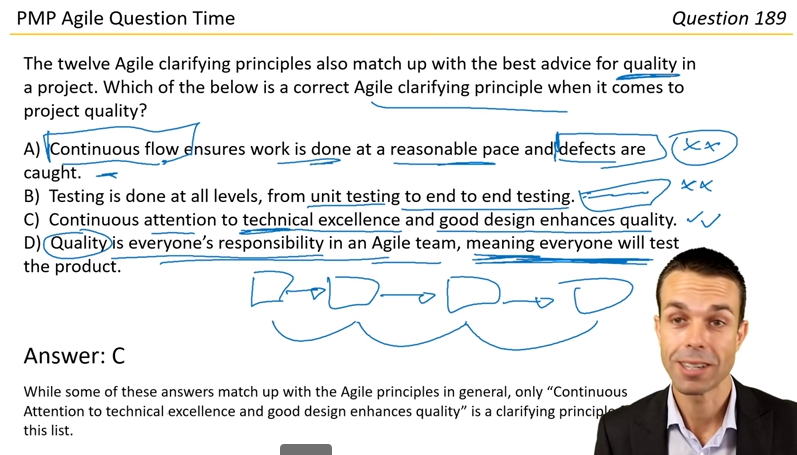 PMP Agile Question Time
Question 189
The twelve Agile clarifying principles also match up with the best advice for quality in
a project. Which of the below is a correct Agile clarifying principle when it comes to
project quality?
A) Continuous flow ensures work is done at a reasonable pace and defects are
caught.
B) Testing is done at all levels, from unit testing to end to end testing.
C) Continuous attention to technical excellence and good design enhances quality.
D) Quality is everyone's responsibility in an Agile team, meaning everyone will test
the product.
Answer: C
While some of these answers match up with the Agile principles in general, only “Continuous
Attention to technical excellence and good design enhances quality” is a clarifying principle
this list.